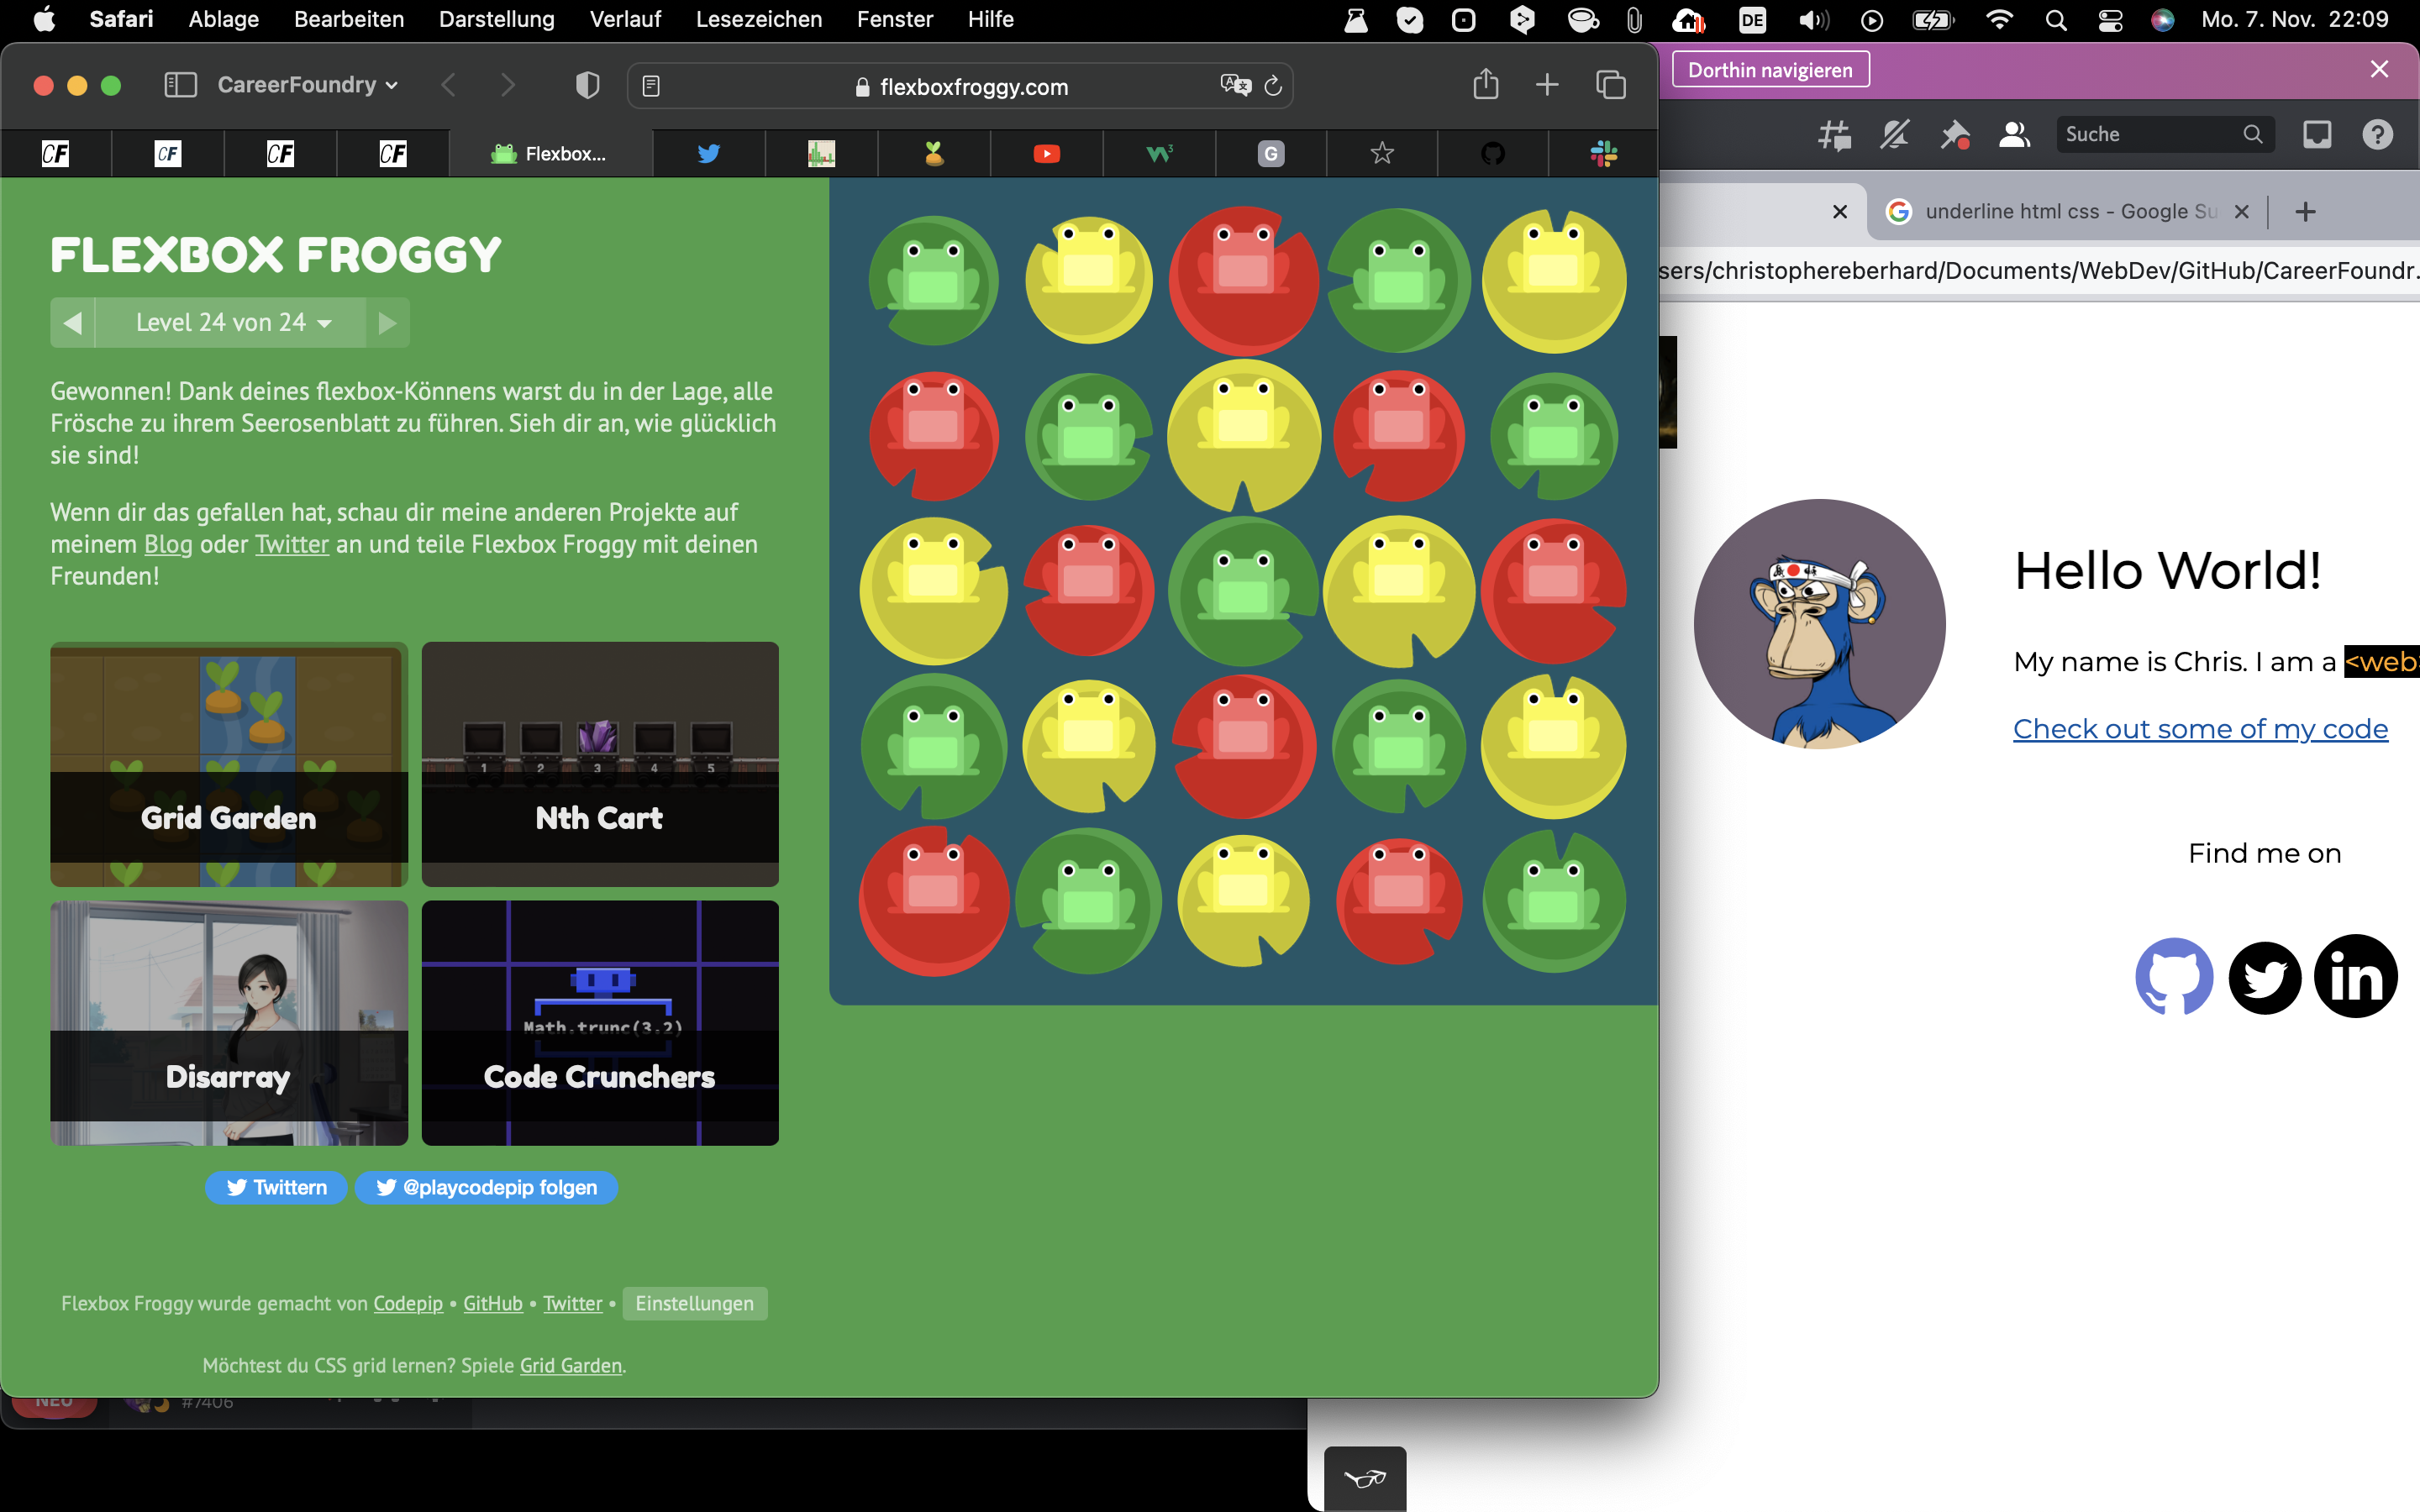 Safari Ablage Bearbeiten Darstellung Verlauf Lesezeichen Fenster Hilfe DE Mo. 7. Nov. 22:09
CareerFoundry flexboxfroggy.com
CF CF CF CF Flexbox... W3 G
FLEXBOX FROGGY
Level 24 von 24
Gewonnen! Dank deines flexbox-Könnens warst du in der Lage, alle
Frösche zu ihrem Seerosenblatt zu führen. Sieh dir an, wie glücklich
sie sind!
Wenn dir das gefallen hat, schau dir meine anderen Projekte auf
meinem Blog oder Twitter an und teile Flexbox Froggy mit deinen
Freunden!
Grid Garden
1 2 3 4 5
Nth Cart
Disarray
Math.trunc(3.2)
Code Crunchers
Twittern @playcodepip folgen
Flexbox Froggy wurde gemacht von Codepip • GitHub • Twitter • Einstellungen
Möchtest du CSS grid lernen? Spiele Grid Garden.
NEU #7406
Dorthin navigieren
Suche
underline html css - Google Su
sers/christophereberhard/Documents/WebDev/GitHub/CareerFoundr...
Hello World!
My name is Chris. I am a <web>
Check out some of my code
Find me on
in